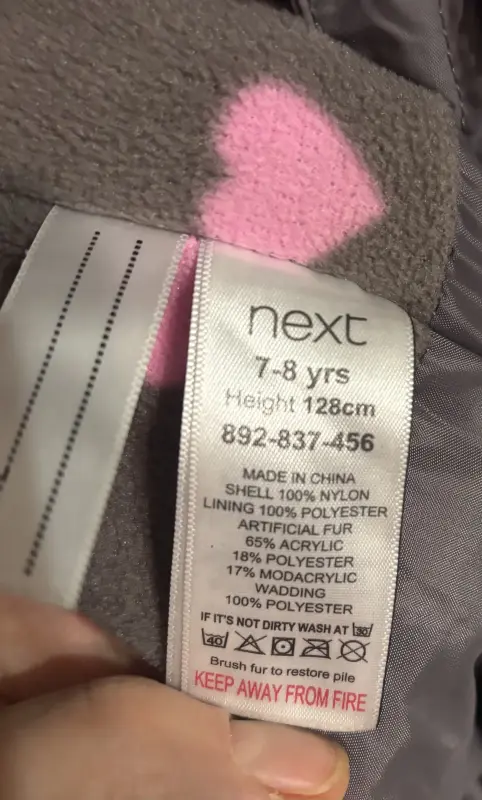 next
7-8 yrs
Height 128cm
892-837-456
MADE IN CHINA
SHELL 100% NYLON
LINING 100% POLYESTER
ARTIFICIAL FUR
65% ACRYLIC
18% POLYESTER
17% MODACRYLIC
WADDING
100% POLYESTER
IF IT'S NOT DIRTY WASH AT 30
40
Brush fur to restore pile
KEEP AWAY FROM FIRE